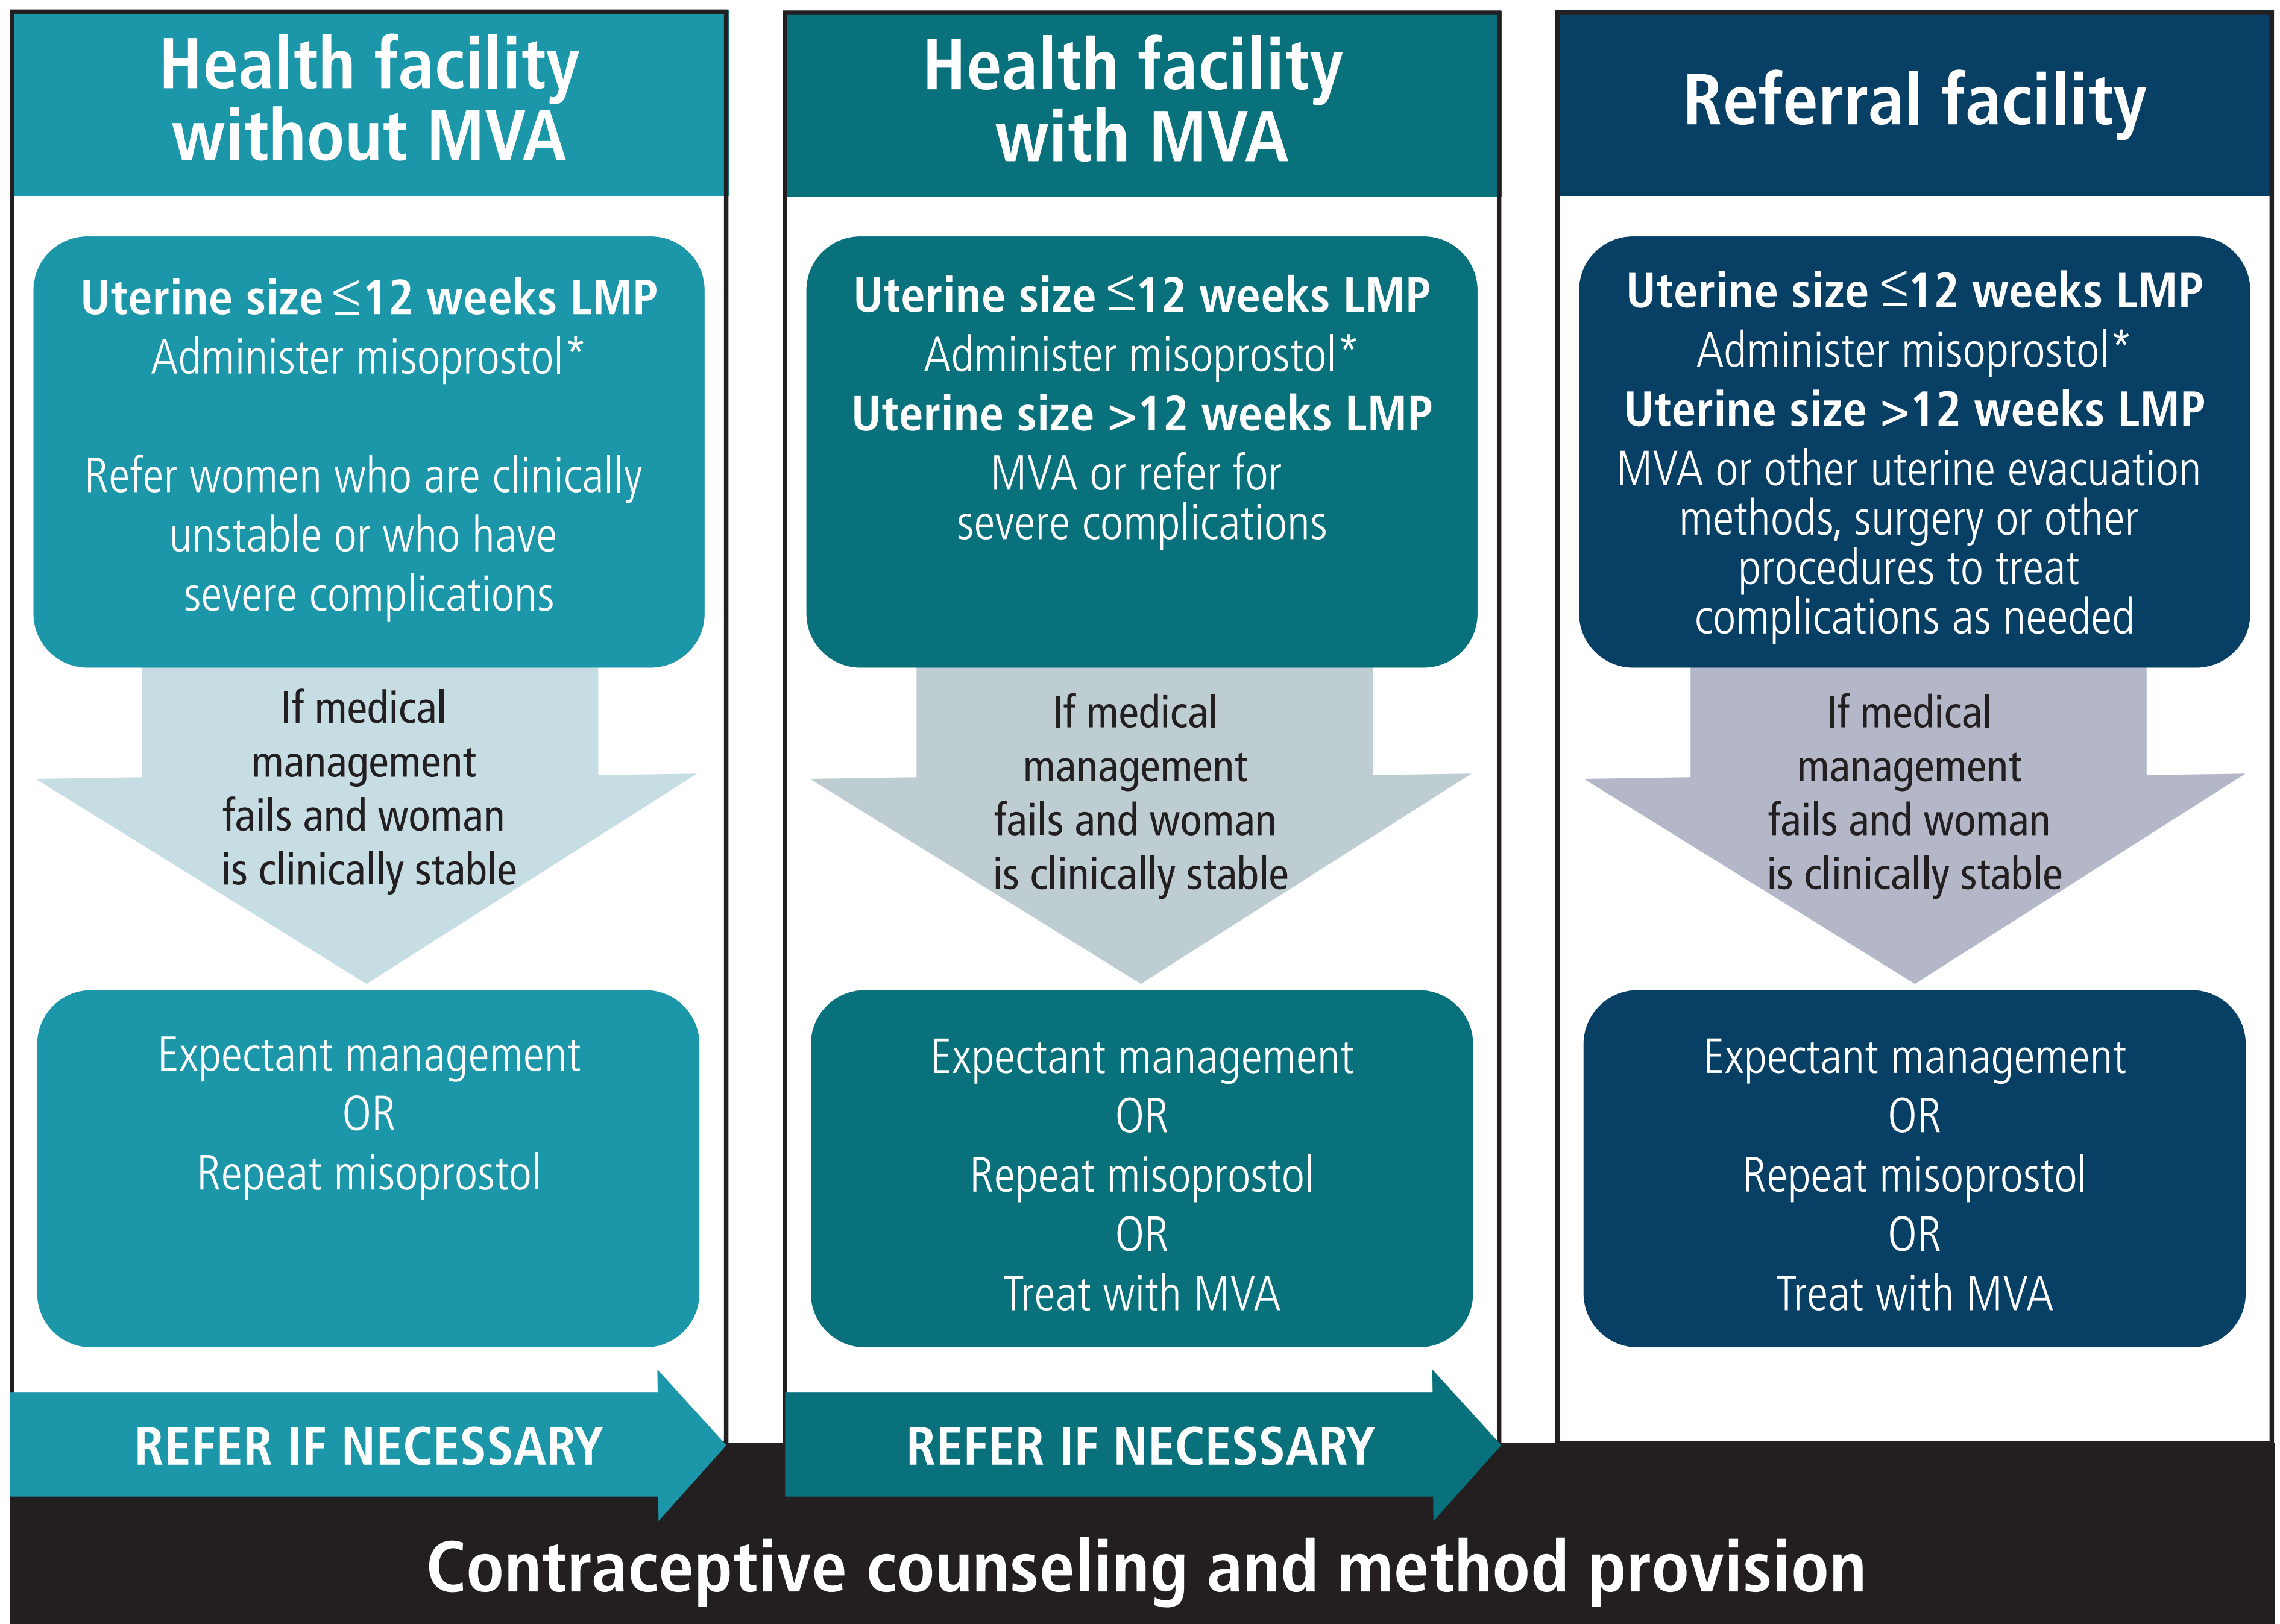 Health facility
without MVA
Uterine size ≤12 weeks LMP
Administer misoprostol*
Refer women who are clinically
unstable or who have
severe complications
If medical
management
fails and woman
is clinically stable
Expectant management
OR
Repeat misoprostol
REFER IF NECESSARY
Health facility
with MVA
Uterine size ≤12 weeks LMP
Administer misoprostol*
Uterine size >12 weeks LMP
MVA or refer for
severe complications
If medical
management
fails and woman
is clinically stable
Expectant management
OR
Repeat misoprostol
OR
Treat with MVA
REFER IF NECESSARY
Referral facility
Uterine size ≤12 weeks LMP
Administer misoprostol*
Uterine size >12 weeks LMP
MVA or other uterine evacuation
methods, surgery or other
procedures to treat
complications as needed
If medical
management
fails and woman
is clinically stable
Expectant management
OR
Repeat misoprostol
OR
Treat with MVA
Contraceptive counseling and method provision